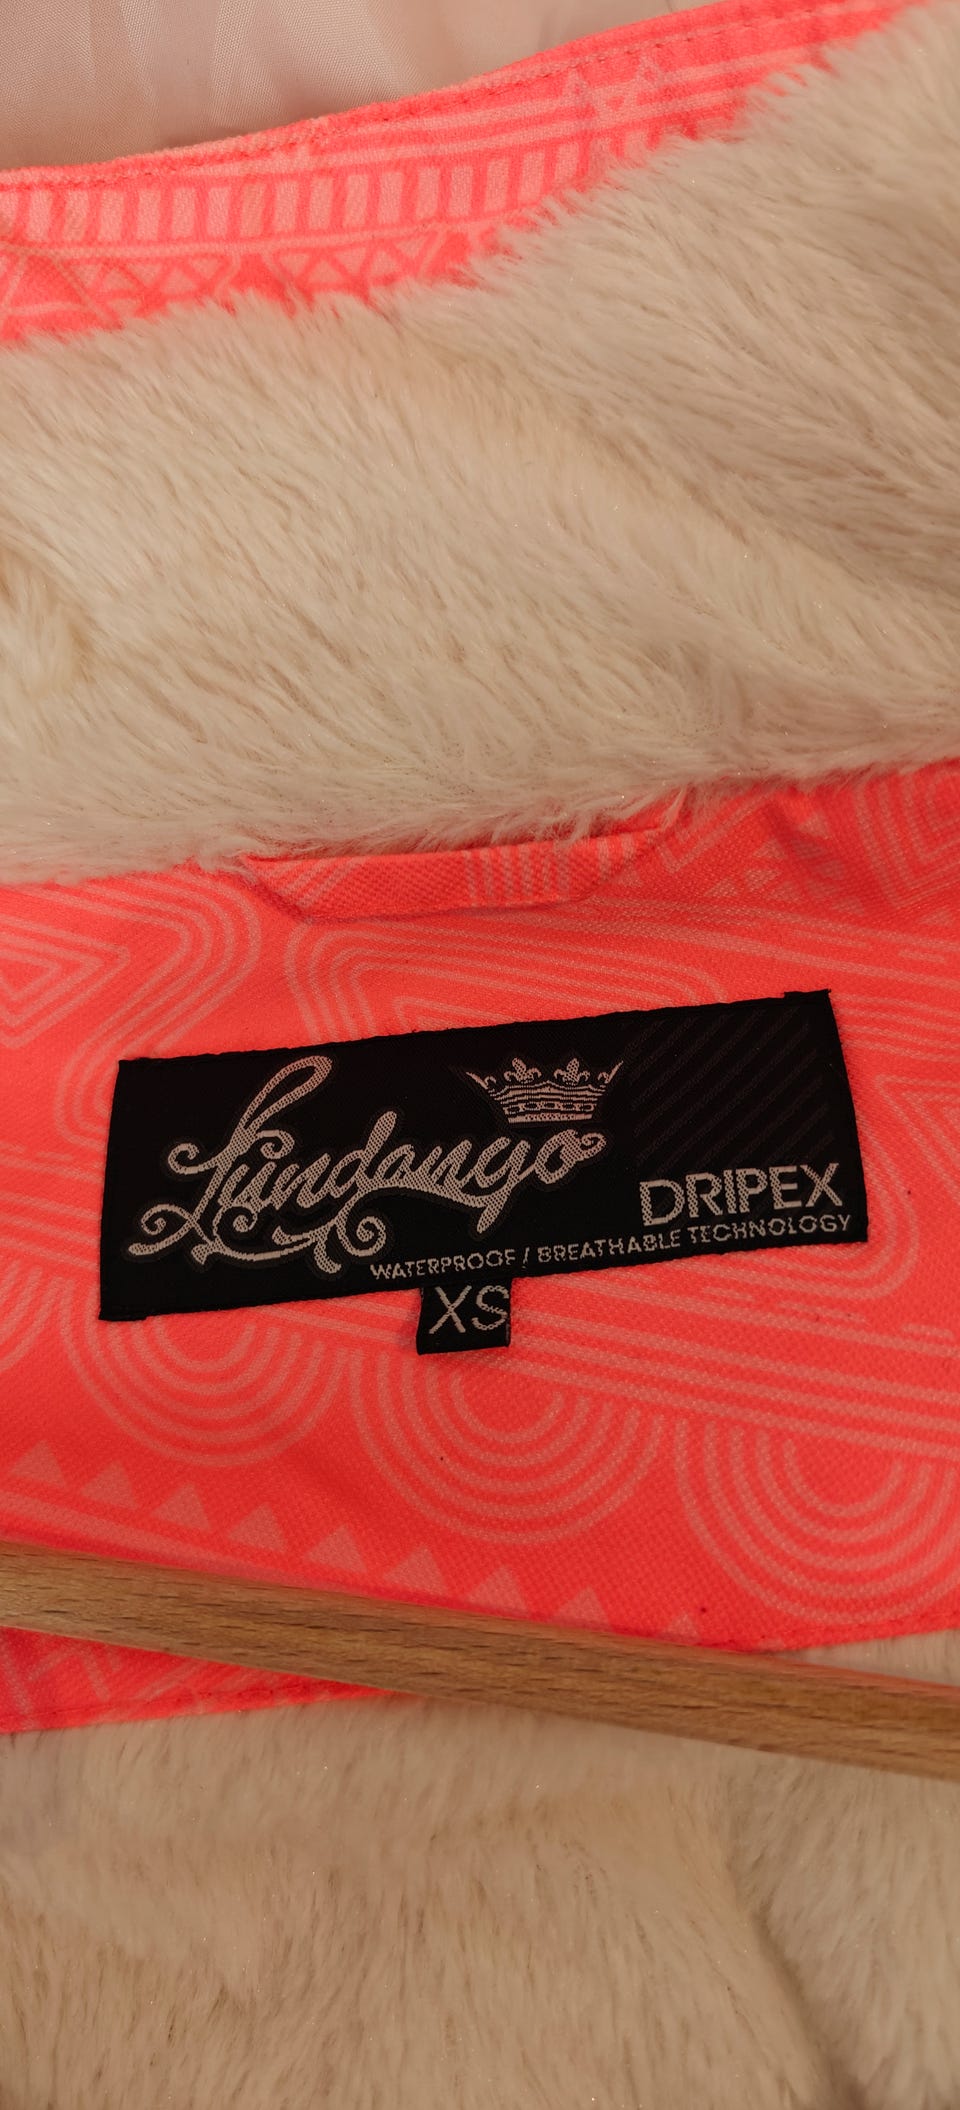 Fundango
DRIPEX
WATERPROOF / BREATHABLE TECHNOLOGY
XS